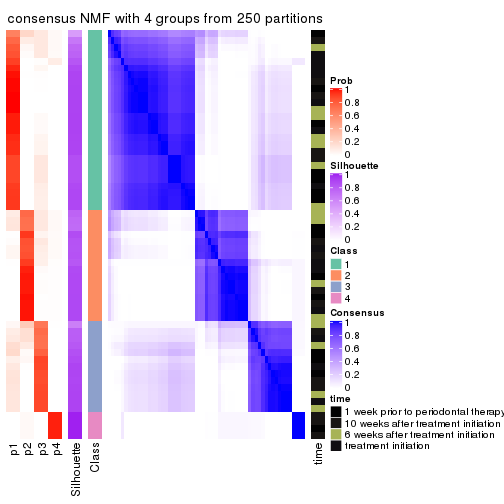 consensus NMF with 4 groups from 250 partitions
Prob
1
0.8
0.6
0.4
0.2
0
Silhouette
1
0.8
0.6
0.4
0.2
0
Class
1
2
3
4
Consensus
1
0.8
0.6
0.4
0.2
0
time
1 week prior to periodontal therapy
10 weeks after treatment initiation
6 weeks after treatment initiation
treatment initiation
p1
p2
p3
p4
Silhouette
Class
time